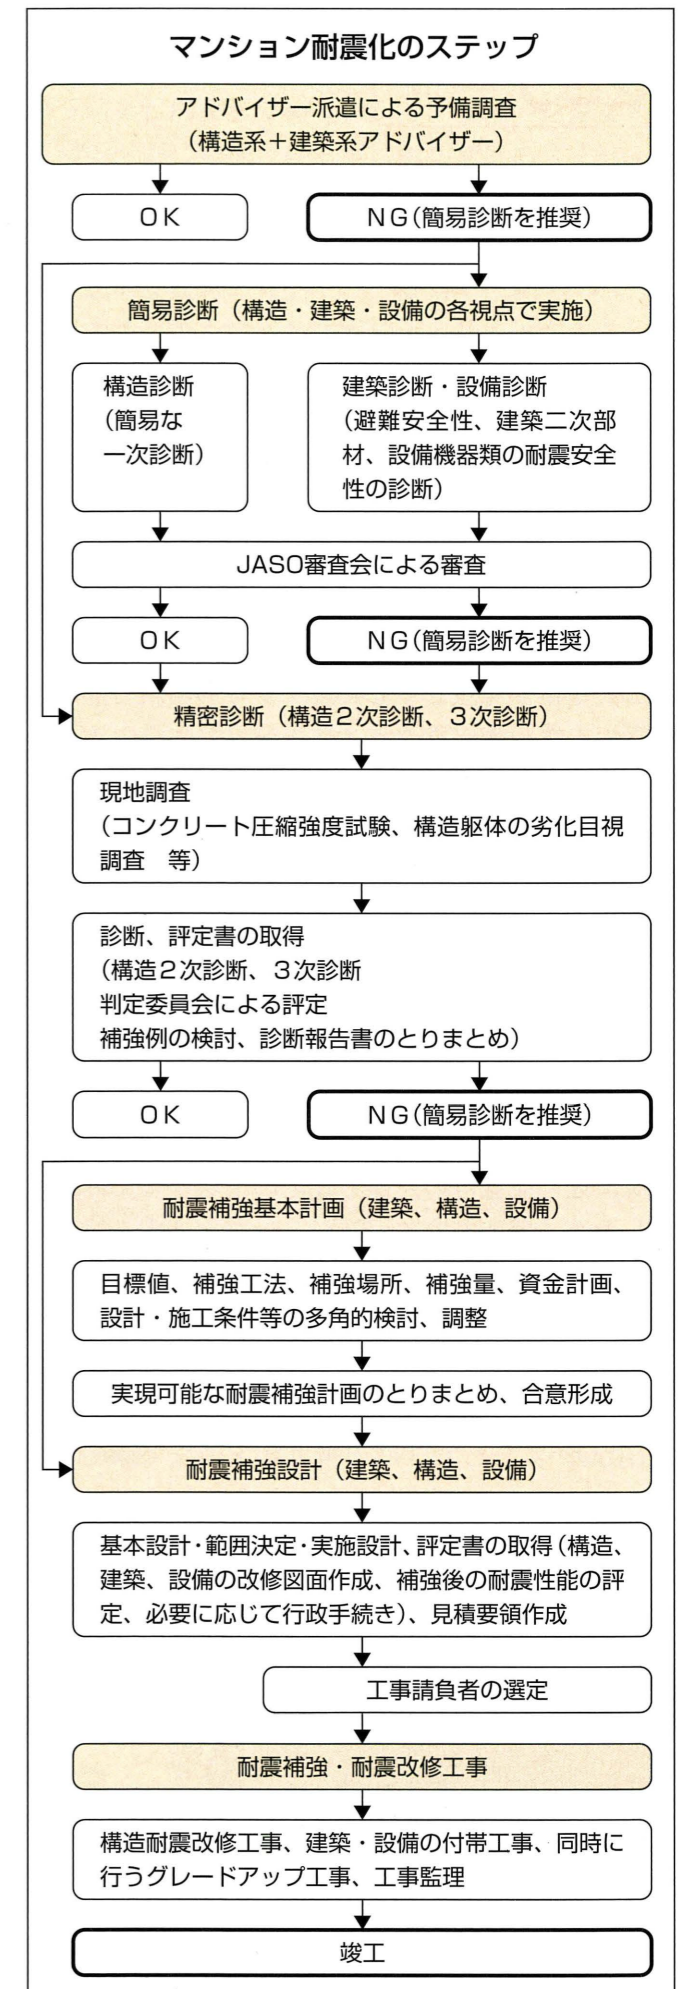 マンション耐震化のステップ
アドバイザー派遣による予備調査
（構造系＋建築系アドバイザー）
OK
NG（簡易診断を推奨）
簡易診断（構造・建築・設備の各視点で実施）
構造診断
（簡易な
一次診断）
建築診断・設備診断
（避難安全性、建築二次部
材、設備機器類の耐震安全
性の診断）
JASO審査会による審査
OK
NG（簡易診断を推奨）
精密診断（構造２次診断、３次診断）
現地調査
（コンクリート圧縮強度試験、構造躯体の劣化目視
調査　等）
診断、評定書の取得
（構造２次診断、３次診断
判定委員会による評定
補強例の検討、診断報告書のとりまとめ）
OK
NG（簡易診断を推奨）
耐震補強基本計画（建築、構造、設備）
目標値、補強工法、補強場所、補強量、資金計画、
設計・施工条件等の多角的検討、調整
実現可能な耐震補強計画のとりまとめ、合意形成
耐震補強設計（建築、構造、設備）
基本設計・範囲決定・実施設計、評定書の取得（構造、
建築、設備の改修図面作成、補強後の耐震性能の評
定、必要に応じて行政手続き）、見積要領作成
工事請負者の選定
耐震補強・耐震改修工事
構造耐震改修工事、建築・設備の付帯工事、同時に
行うグレードアップ工事、工事監理
竣工